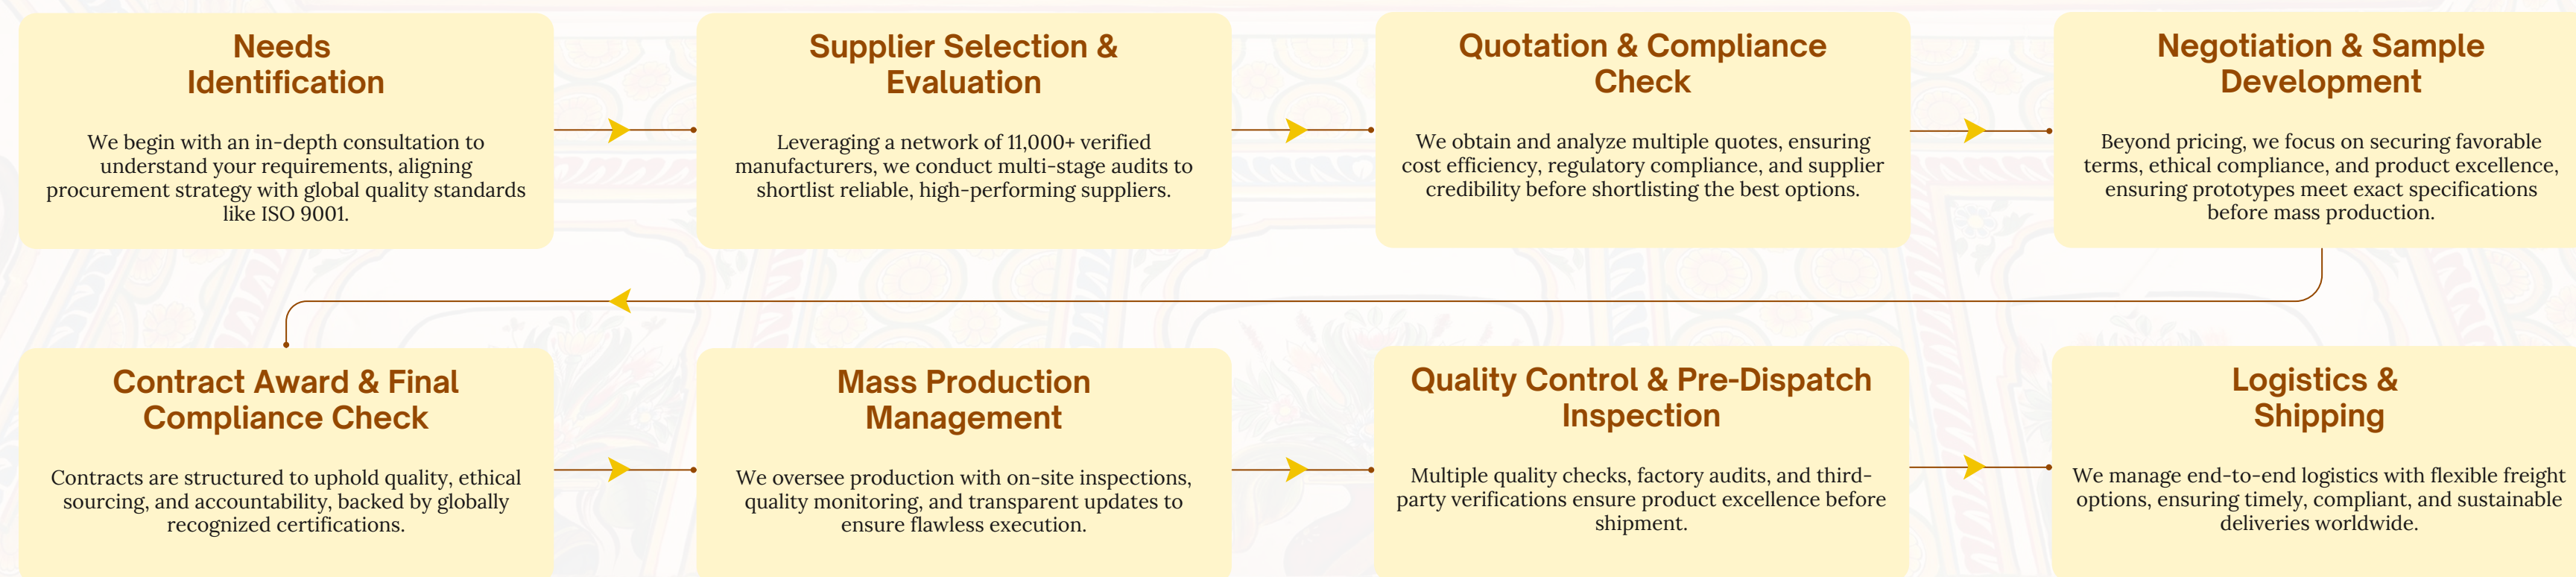 Needs
Identification
We begin with an in-depth consultation to
understand your requirements, aligning
procurement strategy with global quality standards
like ISO 9001.
Supplier Selection &
Evaluation
Leveraging a network of 11,000+ verified
manufacturers, we conduct multi-stage audits to
shortlist reliable, high-performing suppliers.
Quotation & Compliance
Check
We obtain and analyze multiple quotes, ensuring
cost efficiency, regulatory compliance, and supplier
credibility before shortlisting the best options.
Negotiation & Sample
Development
Beyond pricing, we focus on securing favorable
terms, ethical compliance, and product excellence,
ensuring prototypes meet exact specifications
before mass production.
Contract Award & Final
Compliance Check
Contracts are structured to uphold quality, ethical
sourcing, and accountability, backed by globally
recognized certifications.
Mass Production
Management
We oversee production with on-site inspections,
quality monitoring, and transparent updates to
ensure flawless execution.
Quality Control & Pre-Dispatch
Inspection
Multiple quality checks, factory audits, and third-
party verifications ensure product excellence before
shipment.
Logistics &
Shipping
We manage end-to-end logistics with flexible freight
options, ensuring timely, compliant, and sustainable
deliveries worldwide.